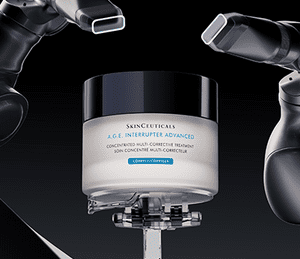 SKINCEUTICALS
A.G.E. INTERRUPTER ADVANCED
CONCENTRATED MULTI-CORRECTIVE TREATMENT
SOIN CONCENTRÉ MULTI-CORRECTEUR